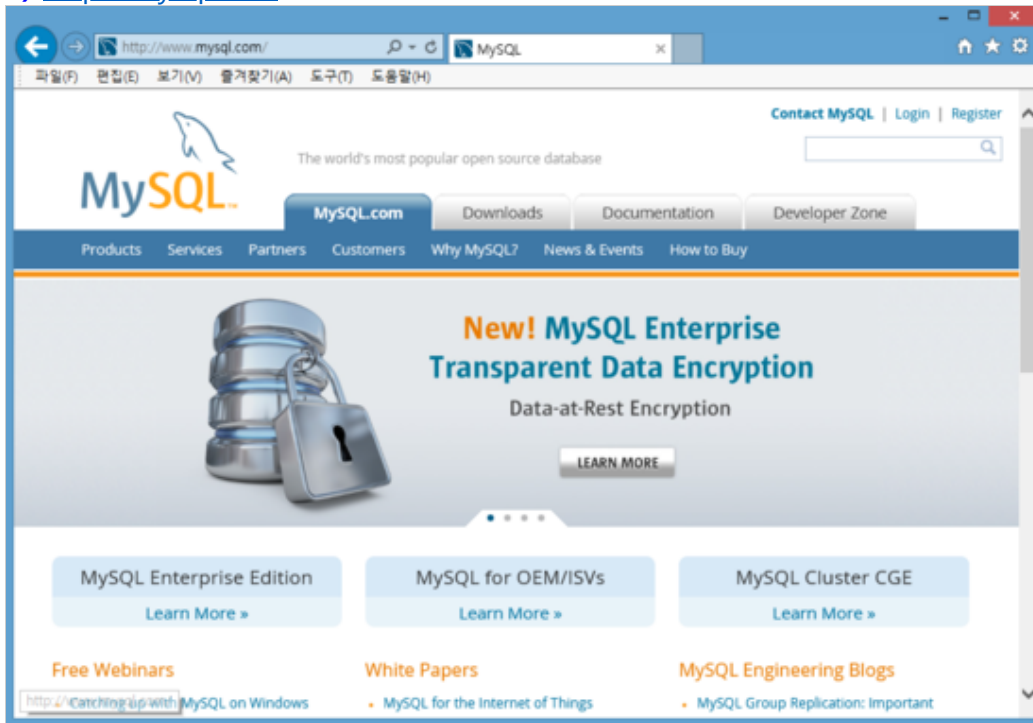 http://www.mysql.com/
MySQL
파일(F) 편집(E) 보기(V) 즐겨찾기(A) 도구(T) 도움말(H)
Contact MySQL | Login | Register
MySQL
The world's most popular open source database
MySQL.com Downloads Documentation Developer Zone
Products Services Partners Customers Why MySQL? News & Events How to Buy
New! MySQL Enterprise
Transparent Data Encryption
Data-at-Rest Encryption
LEARN MORE
MySQL Enterprise Edition
Learn More »
MySQL for OEM/ISVs
Learn More »
MySQL Cluster CGE
Learn More »
Free Webinars
MySQL on Windows
White Papers
MySQL for the Internet of Things
MySQL Engineering Blogs
MySQL Group Replication: Important